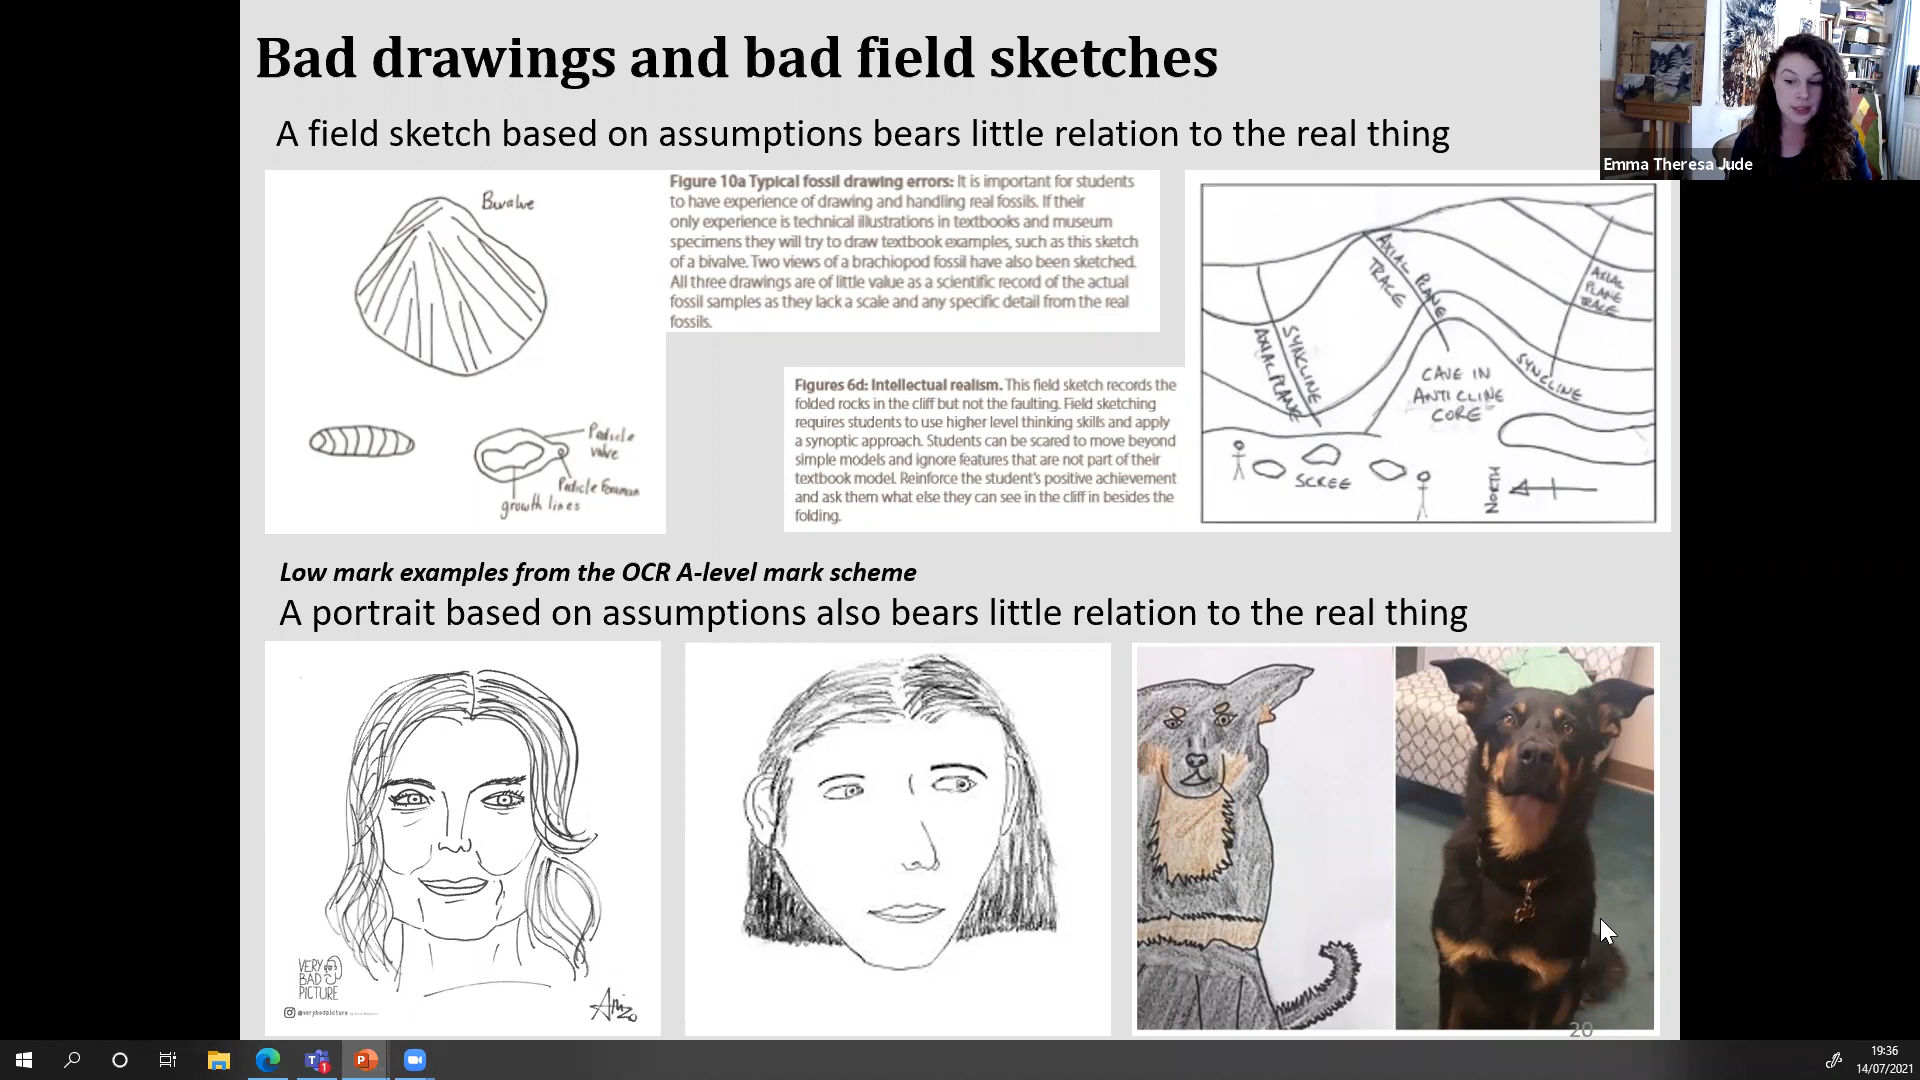 Bad drawings and bad field sketches
Emma Theresa Jude
A field sketch based on assumptions bears little relation to the real thing
Bivalve
Pedicle
valve
Pedicle Foraman
growth lines
Figure 10a Typical fossil drawing errors: It is important for students
to have experience of drawing and handling real fossils. If their
only experience is technical illustrations in textbooks and museum
specimens they will try to draw textbook examples, such as this sketch
of a bivalve. Two views of a brachiopod fossil have also been sketched.
All three drawings are of little value as a scientific record of the actual
fossil samples as they lack a scale and any specific detail from the real
fossils.
Figures 6d: Intellectual realism. This field sketch records the
folded rocks in the cliff but not the faulting. Field sketching
requires students to use higher level thinking skills and apply
a synoptic approach. Students can be scared to move beyond
simple models and ignore features that are not part of their
textbook model. Reinforce the student's positive achievement
and ask them what else they can see in the cliff in besides the
folding.
AXIAL PLANE
TRACE
AXIAL
PLANE
TRACE
SYNCLINE
AXIAL PLANE
SYNCLINE
CAVE IN
ANTICLINE
CORE
SCREE
NORTH
Low mark examples from the OCR A-level mark scheme
A portrait based on assumptions also bears little relation to the real thing
VERY
BAD
PICTURE
@verybadpicture
20
19:36
14/07/2021